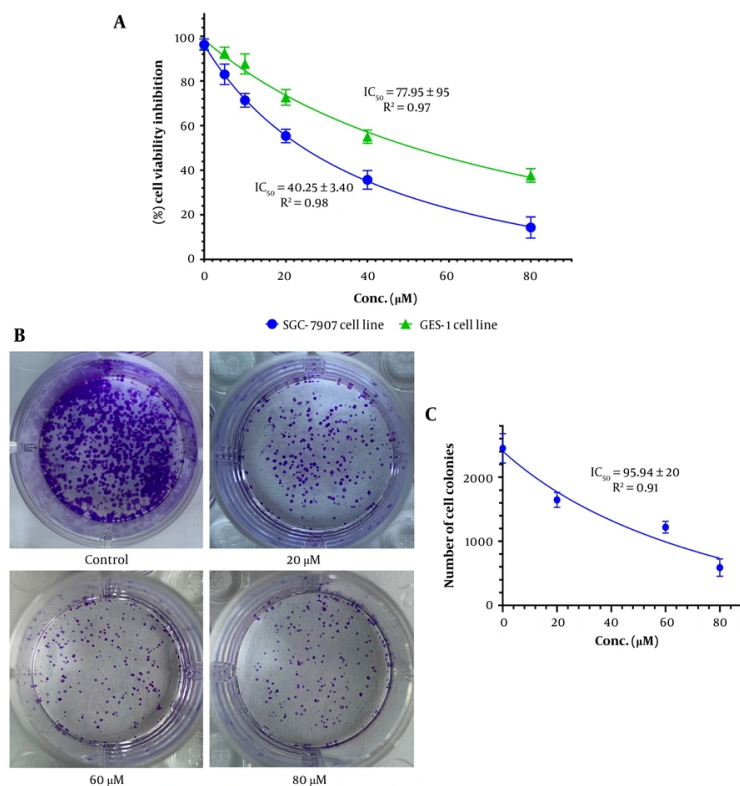 A
(%) cell viability inhibition
100
80
60
40
20
0
IC50 = 77.95 ± 95
R² = 0.97
IC50 = 40.25 ± 3.40
R² = 0.98
0 20 40 60 80
Conc. (μM)
SGC-7907 cell line GES-1 cell line
B
Control
20 μM
60 μM
80 μM
C
Number of cell colonies
2000
1000
0
IC50 = 95.94 ± 20
R² = 0.91
0 20 40 60 80
Conc. (μM)